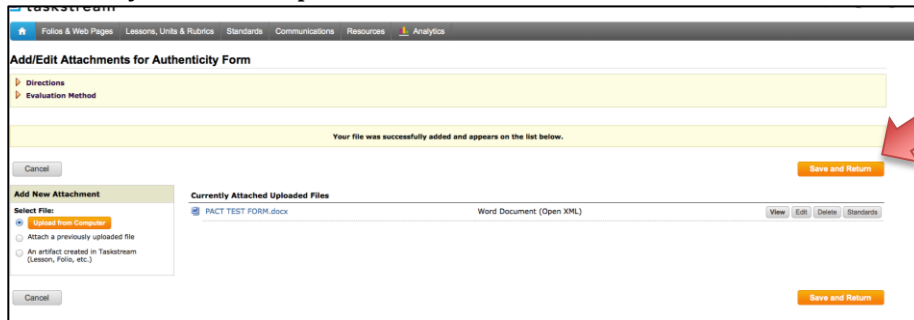 taskstream
Folios & Web Pages Lessons, Units & Rubrics Standards Communications Resources Analytics
Add/Edit Attachments for Authenticity Form
Directions
Evaluation Method
Your file was successfully added and appears on the list below.
Cancel Save and Return
Add New Attachment Currently Attached Uploaded Files
Select File: PACT TEST FORM.docx Word Document (Open XML) View Edit Delete Standards
Upload from Computer
Attach a previously uploaded file
An artifact created in Taskstream
(Lesson, Folio, etc.)
Cancel Save and Return